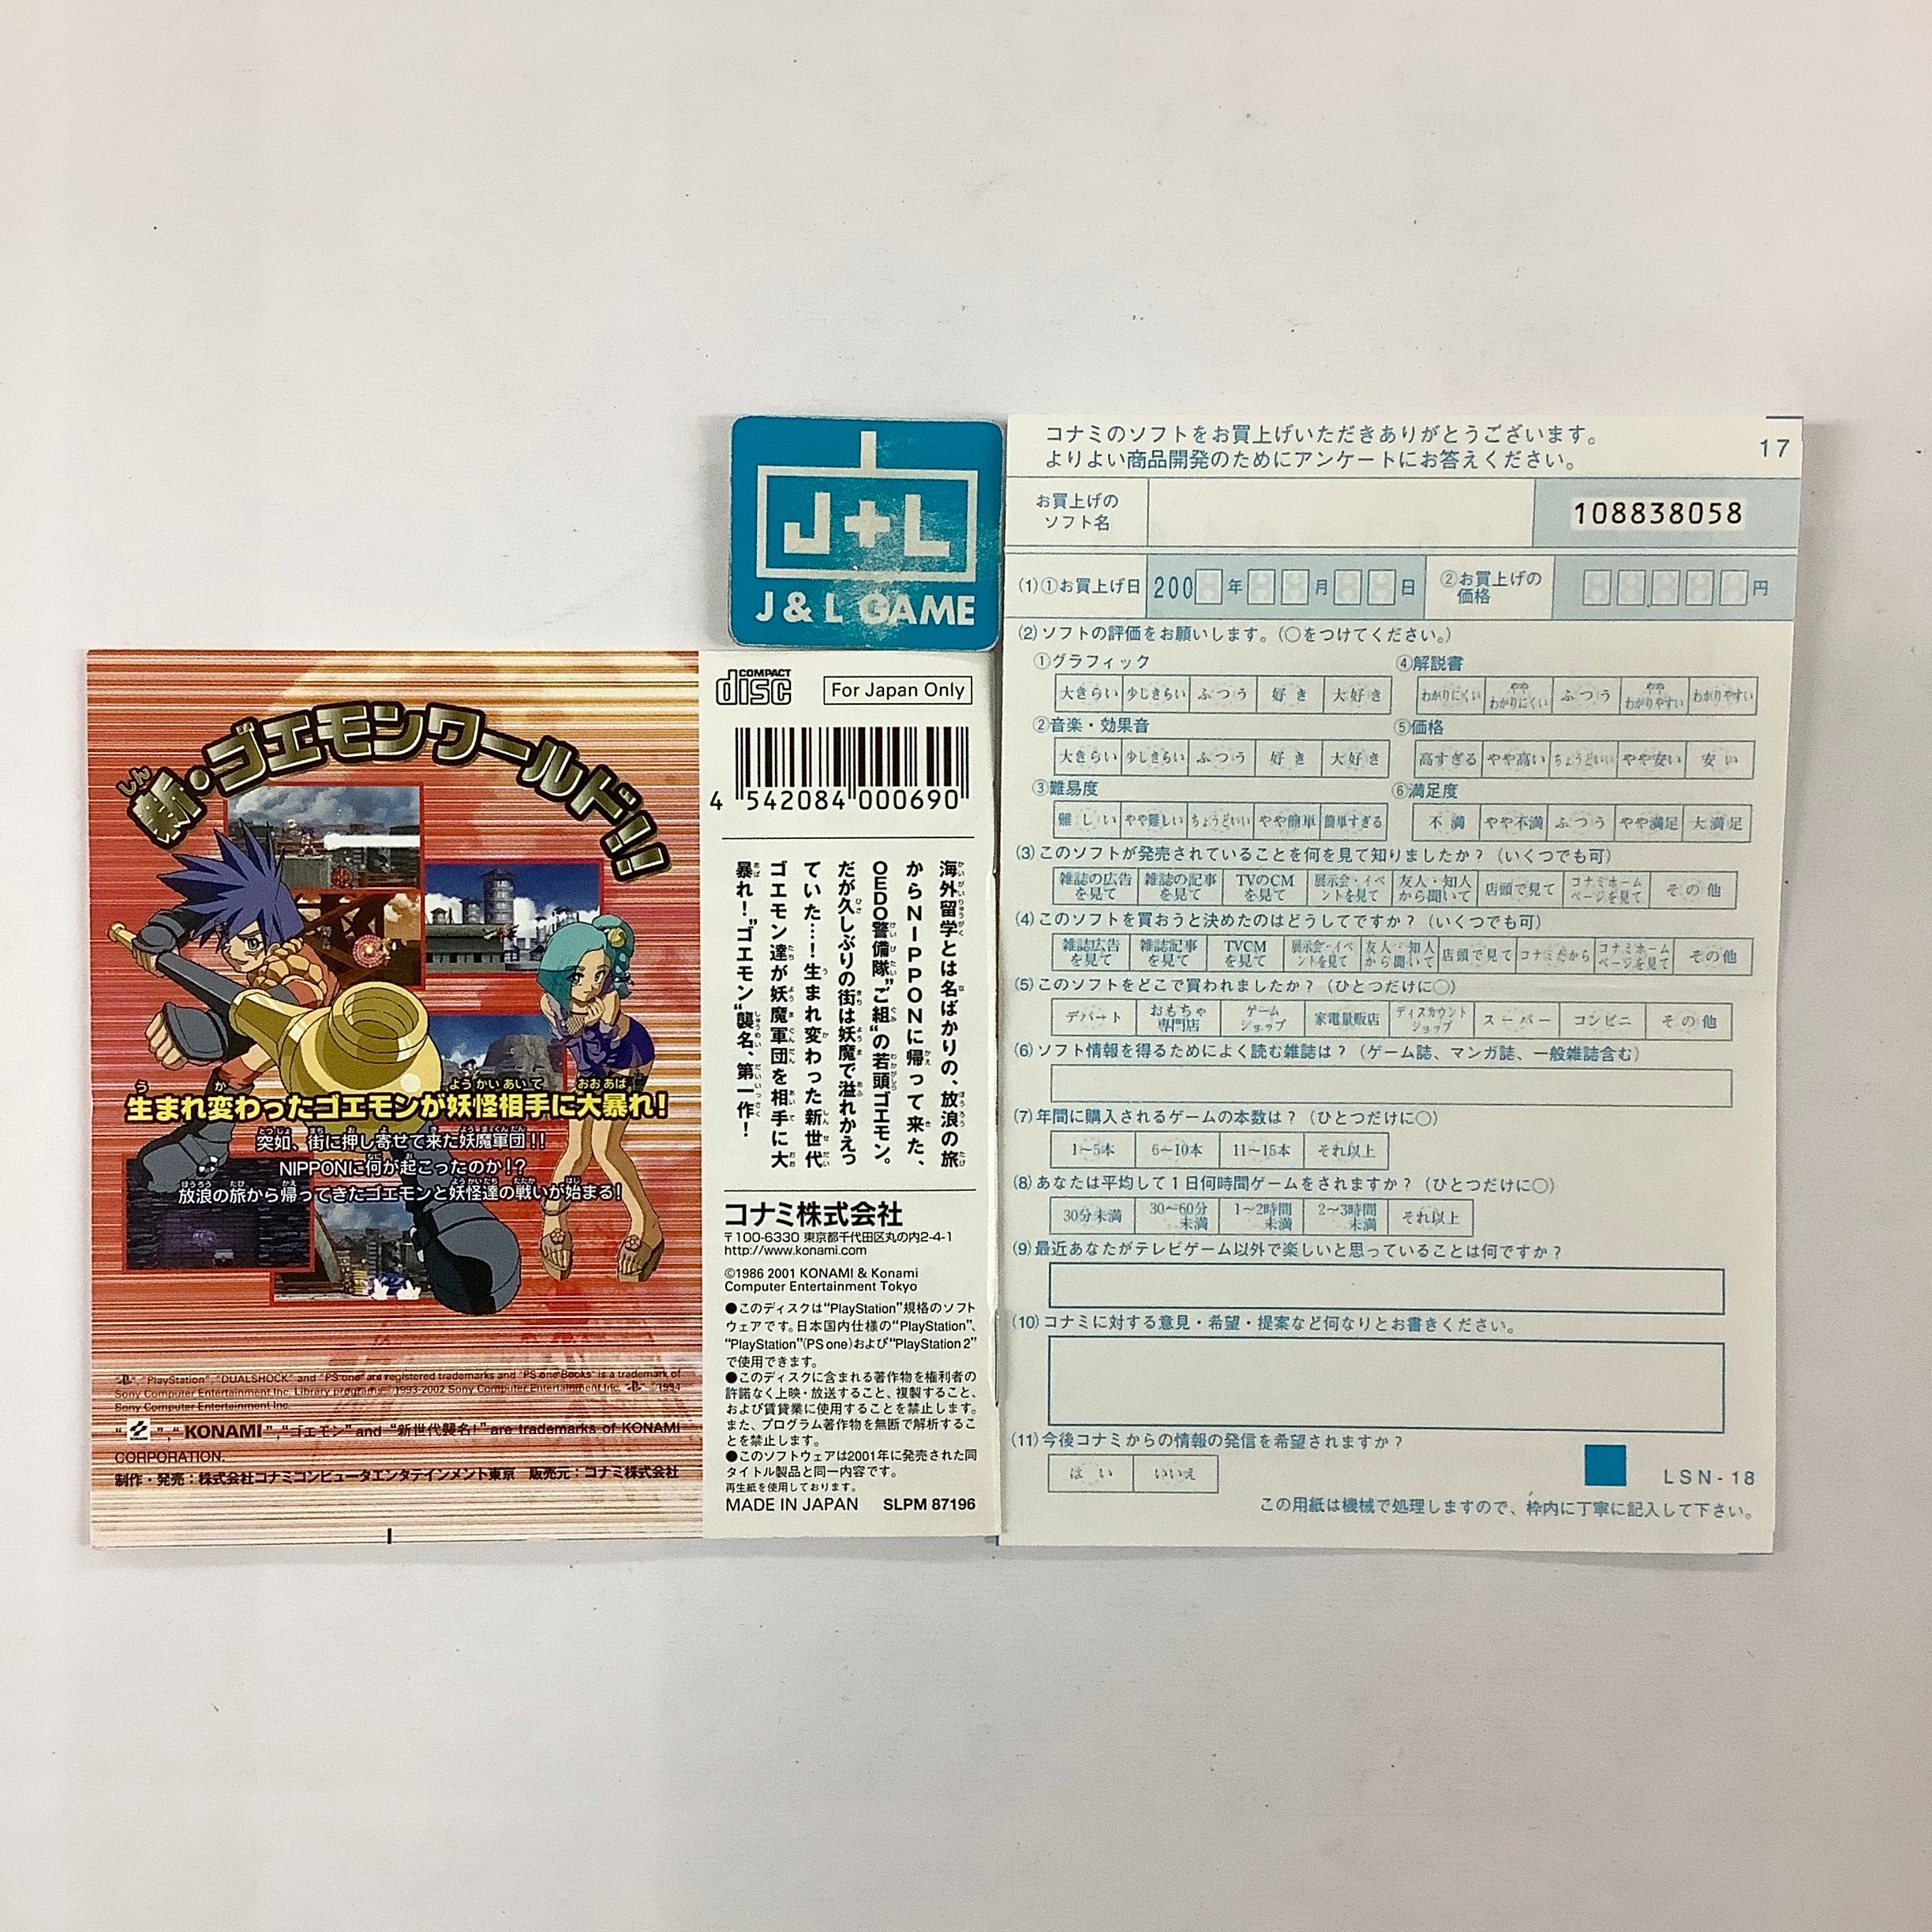 J+L
J & L GAME
新・ゴエモンワールド!!
しん
生まれ変わったゴエモンが妖怪相手に大暴れ!
突如、街に押し寄せて来た妖魔軍団!!
NIPPONに何が起こったのか!?
放浪の旅から帰ってきたゴエモンと妖怪達の戦いが始まる!
"PlayStation", "DUALSHOCK" and "PS one" are registered trademarks and "PS one Books" is a trademark of
Sony Computer Entertainment Inc. Library programs ©1993-2002 Sony Computer Entertainment Inc. ©1994
Sony Computer Entertainment Inc.
" ", "KONAMI", "ゴエモン" and "新世代襲名!" are trademarks of KONAMI
CORPORATION.
制作・発売:株式会社コナミコンピュータエンタテインメント東京 販売元:コナミ株式会社
COMPACT
disc
For Japan Only
4 542084 000690
海外留学とは名ばかりの、放浪の旅
からNIPPONに帰って来た、
OEDO警備隊"ご組"の若頭ゴエモン。
だが久しぶりの街は妖魔で溢れかえっ
ていた…!生まれ変わった新世代
ゴエモン達が妖魔軍団を相手に大
暴れ!"ゴエモン"襲名、第一作!
コナミ株式会社
〒100-6330 東京都千代田区丸の内2-4-1
http://www.konami.com
©1986 2001 KONAMI & Konami
Computer Entertainment Tokyo
●このディスクは"PlayStation"規格のソフト
ウェアです。日本国内仕様の"PlayStation"、
"PlayStation"(PS one)および"PlayStation 2"
で使用できます。
●このディスクに含まれる著作物を権利者の
許諾なく上映・放送すること、複製すること、
および賃貸業に使用することを禁止します。
また、プログラム著作物を無断で解析するこ
とを禁止します。
●このソフトウェアは2001年に発売された同
タイトル製品と同一内容です。
再生紙を使用しております。
MADE IN JAPAN SLPM 87196
コナミのソフトをお買上げいただきありがとうございます。
よりよい商品開発のためにアンケートにお答えください。
17
お買上げの
ソフト名
108838058
(1)①お買上げ日 200 年 月 日 ②お買上げの価格 円
(2)ソフトの評価をお願いします。(○をつけてください。)
①グラフィック ④解説書
大きらい 少しきらい ふつう 好き 大好き わかりにくい ややわかりにくい ふつう ややわかりやすい わかりやすい
②音楽・効果音 ⑤価格
大きらい 少しきらい ふつう 好き 大好き 高すぎる やや高い ちょうどいい やや安い 安い
③難易度 ⑥満足度
難しい やや難しい ちょうどいい やや簡単 簡単すぎる 不満 やや不満 ふつう やや満足 大満足
(3)このソフトが発売されていることを何を見て知りましたか?(いくつでも可)
雑誌の広告を見て 雑誌の記事を見て TVのCMを見て 展示会・イベントを見て 友人・知人から聞いて 店頭で見て コナミホームページを見て その他
(4)このソフトを買おうと決めたのはどうしてですか?(いくつでも可)
雑誌広告を見て 雑誌記事を見て TVCMを見て 展示会・イベントを見て 友人・知人から聞いて 店頭で見て コナミだから コナミホームページを見て その他
(5)このソフトをどこで買われましたか?(ひとつだけに○)
デパート おもちゃ専門店 ゲームショップ 家電量販店 ディスカウントショップ スーパー コンビニ その他
(6)ソフト情報を得るためによく読む雑誌は?(ゲーム誌、マンガ誌、一般雑誌含む)
(7)年間に購入されるゲームの本数は?(ひとつだけに○)
1~5本 6~10本 11~15本 それ以上
(8)あなたは平均して1日何時間ゲームをされますか?(ひとつだけに○)
30分未満 30~60分未満 1~2時間未満 2~3時間未満 それ以上
(9)最近あなたがテレビゲーム以外で楽しいと思っていることは何ですか?
(10)コナミに対する意見・希望・提案など何なりとお書きください。
(11)今後コナミからの情報の発信を希望されますか?
はい いいえ
LSN-18
この用紙は機械で処理しますので、枠内に丁寧に記入して下さい。